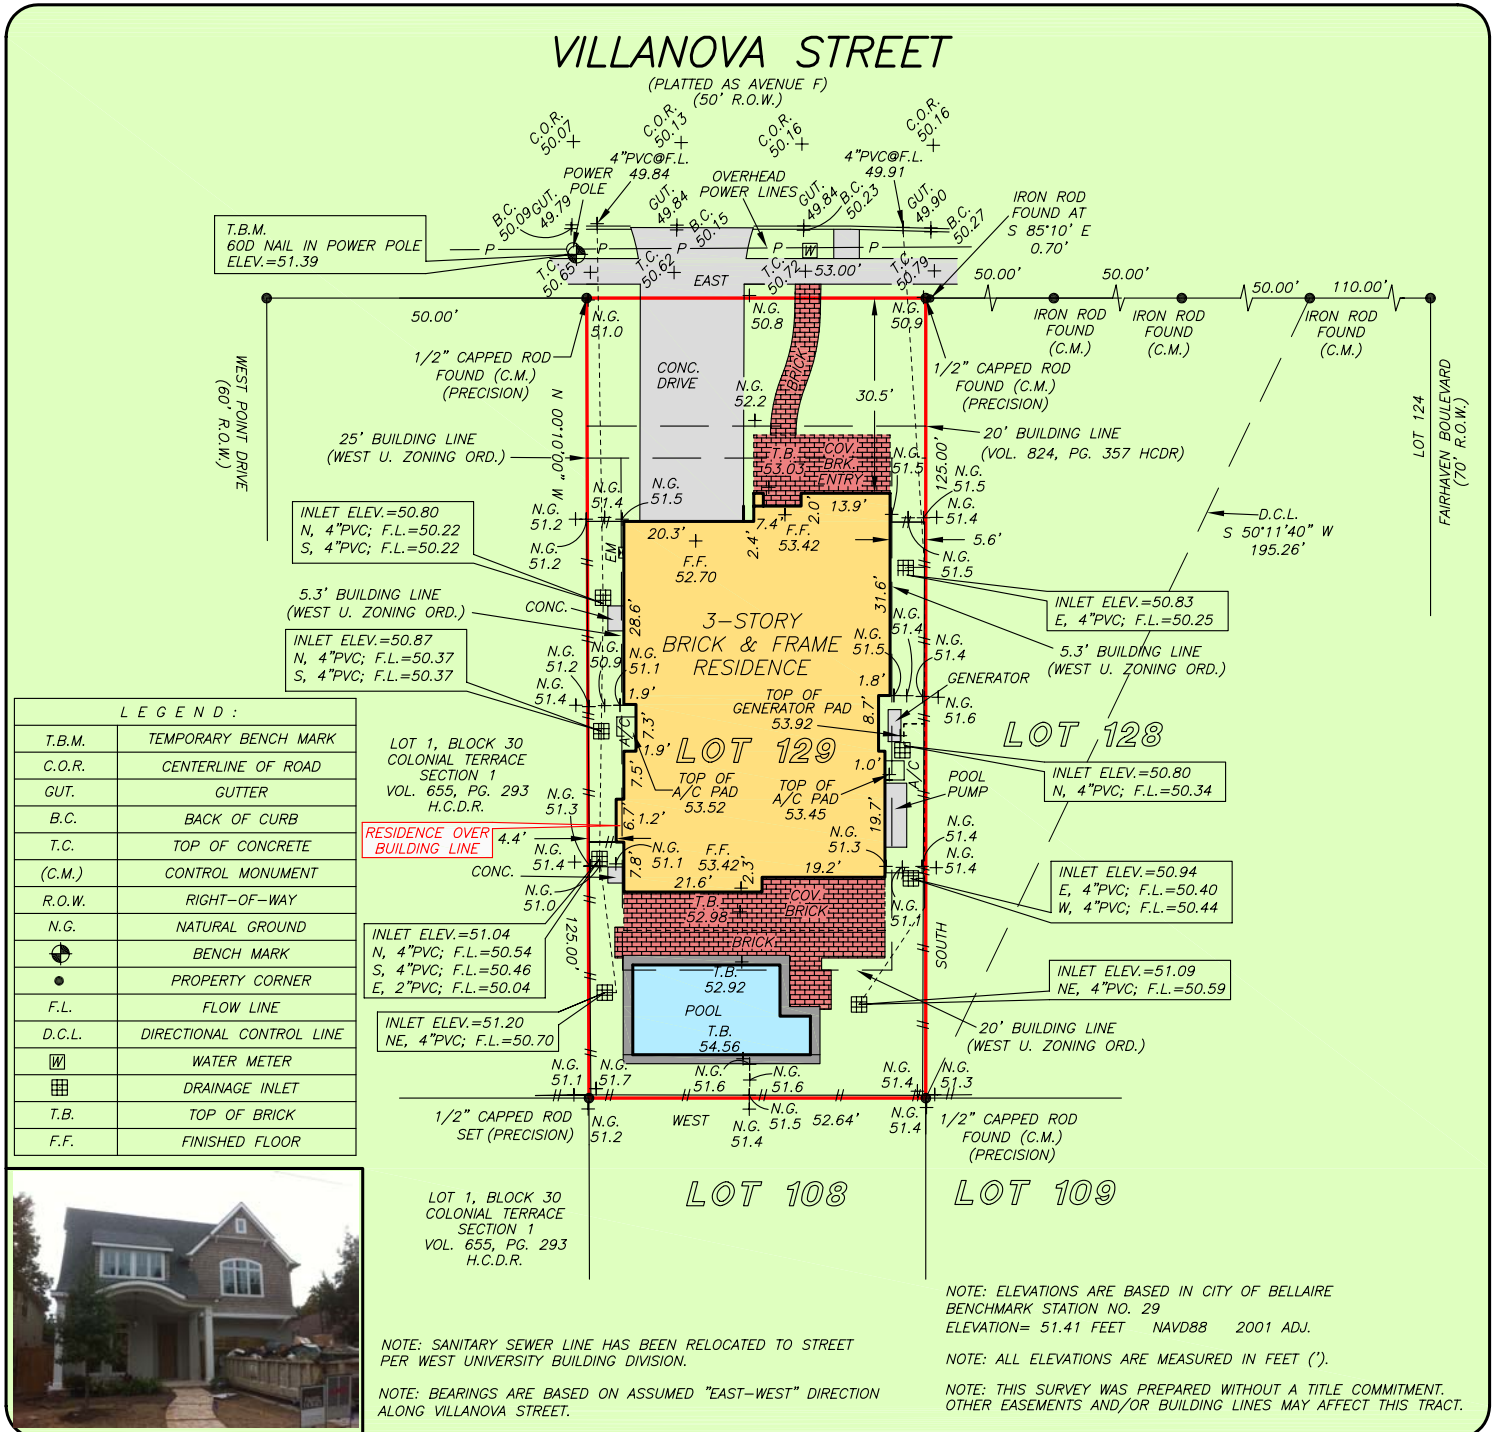 VILLANOVA STREET
(PLATTED AS AVENUE F)
(50' R.O.W.)
C.O.R.
50.07
C.O.R.
50.13
C.O.R.
50.16
C.O.R.
50.16
4"PVC@F.L.
49.84
4"PVC@F.L.
49.91
POWER
POLE
OVERHEAD
POWER LINES
B.C.
50.09
GUT.
49.79
GUT.
49.84
B.C.
50.15
GUT.
49.84
B.C.
50.23
GUT.
49.90
B.C.
50.27
IRON ROD
FOUND AT
S 85°10' E
0.70'
T.B.M.
60D NAIL IN POWER POLE
ELEV.=51.39
P
P
P
P
P
W
T.C.
50.65
T.C.
50.62
EAST
T.C.
50.72
53.00'
T.C.
50.79
50.00'
50.00'
50.00'
50.00'
110.00'
N.G.
51.0
N.G.
50.8
N.G.
50.9
IRON ROD
FOUND
(C.M.)
IRON ROD
FOUND
(C.M.)
IRON ROD
FOUND
(C.M.)
1/2" CAPPED ROD
FOUND (C.M.)
(PRECISION)
1/2" CAPPED ROD
FOUND (C.M.)
(PRECISION)
WEST POINT DRIVE
(60' R.O.W.)
LOT 124
FAIRHAVEN BOULEVARD
(70' R.O.W.)
CONC.
DRIVE
BRICK
N.G.
52.2
30.5'
N 00°10'00" W
25' BUILDING LINE
(WEST U. ZONING ORD.)
20' BUILDING LINE
(VOL. 824, PG. 357 HCDR)
125.00'
T.B.
53.03
COV.
BRK.
ENTRY
N.G.
51.5
N.G.
51.5
N.G.
51.4
N.G.
51.4
N.G.
51.5
N.G.
51.2
N.G.
51.2
INLET ELEV.=50.80
N, 4"PVC; F.L.=50.22
S, 4"PVC; F.L.=50.22
EM
20.3'
2.4'
7.4'
2.0'
13.9'
F.F.
53.42
F.F.
52.70
5.6'
N.G.
51.5
D.C.L.
S 50°11'40" W
195.26'
5.3' BUILDING LINE
(WEST U. ZONING ORD.)
CONC.
28.6'
31.6'
INLET ELEV.=50.83
E, 4"PVC; F.L.=50.25
3-STORY
BRICK & FRAME
RESIDENCE
INLET ELEV.=50.87
N, 4"PVC; F.L.=50.37
S, 4"PVC; F.L.=50.37
N.G.
51.2
N.G.
50.9
N.G.
51.1
N.G.
51.4
N.G.
51.5
N.G.
51.4
N.G.
51.4
5.3' BUILDING LINE
(WEST U. ZONING ORD.)
GENERATOR
N.G.
51.6
1.9'
7.3'
1.9'
A/C
1.8'
8.7'
TOP OF
GENERATOR PAD
53.92
LOT 129
LOT 128
LOT 1, BLOCK 30
COLONIAL TERRACE
SECTION 1
VOL. 655, PG. 293
H.C.D.R.
TOP OF
A/C PAD
53.52
TOP OF
A/C PAD
53.45
1.0'
A/C
POOL
PUMP
INLET ELEV.=50.80
N, 4"PVC; F.L.=50.34
7.5'
N.G.
51.3
6.7'
1.2'
19.7'
RESIDENCE OVER
BUILDING LINE
4.4'
N.G.
51.4
N.G.
51.1
N.G.
51.3
N.G.
51.4
N.G.
51.4
CONC.
7.8'
F.F.
53.42
2.3'
21.6'
19.2'
N.G.
51.0
INLET ELEV.=50.94
E, 4"PVC; F.L.=50.40
W, 4"PVC; F.L.=50.44
T.B.
52.98
COV.
BRICK
BRICK
N.G.
51.1
SOUTH
125.00'
INLET ELEV.=51.04
N, 4"PVC; F.L.=50.54
S, 4"PVC; F.L.=50.46
E, 2"PVC; F.L.=50.04
T.B.
52.92
POOL
T.B.
54.56
INLET ELEV.=51.09
NE, 4"PVC; F.L.=50.59
INLET ELEV.=51.20
NE, 4"PVC; F.L.=50.70
20' BUILDING LINE
(WEST U. ZONING ORD.)
N.G.
51.1
N.G.
51.7
N.G.
51.6
N.G.
51.6
N.G.
51.4
N.G.
51.3
1/2" CAPPED ROD
SET (PRECISION)
N.G.
51.2
WEST
N.G.
51.4
N.G.
51.5
52.64'
N.G.
51.4
1/2" CAPPED ROD
FOUND (C.M.)
(PRECISION)
LOT 108
LOT 109
LOT 1, BLOCK 30
COLONIAL TERRACE
SECTION 1
VOL. 655, PG. 293
H.C.D.R.
LEGEND:
T.B.M. TEMPORARY BENCH MARK
C.O.R. CENTERLINE OF ROAD
GUT. GUTTER
B.C. BACK OF CURB
T.C. TOP OF CONCRETE
(C.M.) CONTROL MONUMENT
R.O.W. RIGHT-OF-WAY
N.G. NATURAL GROUND
BENCH MARK
PROPERTY CORNER
F.L. FLOW LINE
D.C.L. DIRECTIONAL CONTROL LINE
W WATER METER
DRAINAGE INLET
T.B. TOP OF BRICK
F.F. FINISHED FLOOR
NOTE: SANITARY SEWER LINE HAS BEEN RELOCATED TO STREET
PER WEST UNIVERSITY BUILDING DIVISION.
NOTE: BEARINGS ARE BASED ON ASSUMED "EAST-WEST" DIRECTION
ALONG VILLANOVA STREET.
NOTE: ELEVATIONS ARE BASED IN CITY OF BELLAIRE
BENCHMARK STATION NO. 29
ELEVATION= 51.41 FEET NAVD88 2001 ADJ.
NOTE: ALL ELEVATIONS ARE MEASURED IN FEET (').
NOTE: THIS SURVEY WAS PREPARED WITHOUT A TITLE COMMITMENT.
OTHER EASEMENTS AND/OR BUILDING LINES MAY AFFECT THIS TRACT.